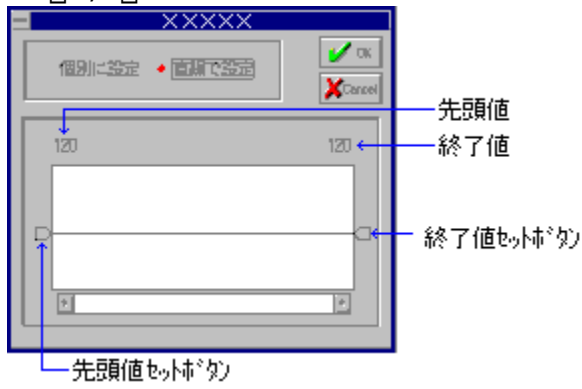 XXXXX
個別に設定 直線で設定
OK
Cancel
先頭値
120 120 終了値
終了値ｾｯﾄﾎﾞﾀﾝ
先頭値ｾｯﾄﾎﾞﾀﾝ